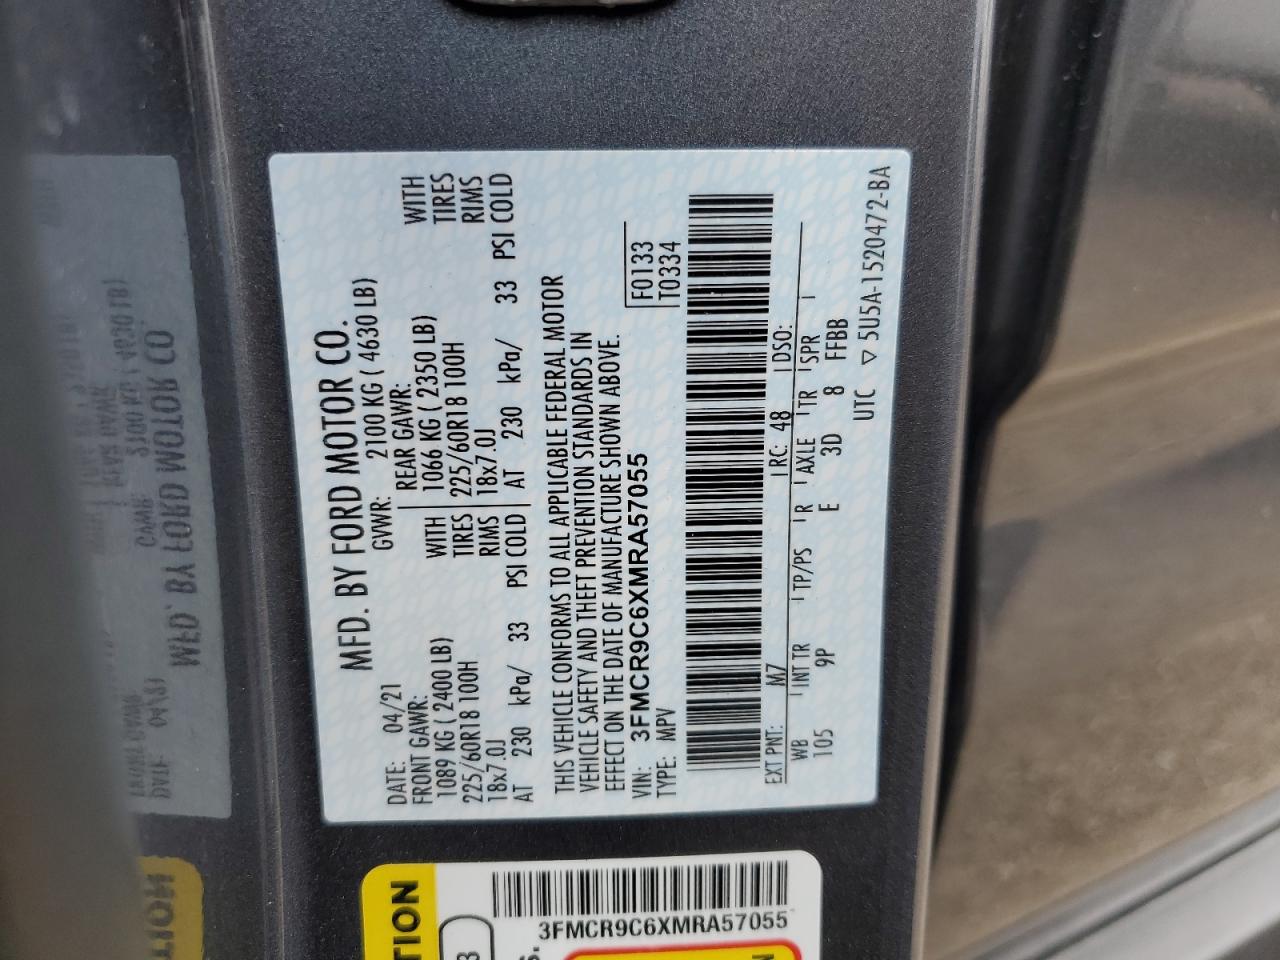 MFD. BY FORD MOTOR CO.
DATE: 04/21 GVWR: 2100 KG ( 4630 LB)
FRONT GAWR: REAR GAWR:
1089 KG ( 2400 LB) WITH 1066 KG ( 2350 LB) WITH
225/60R18 100H TIRES 225/60R18 100H TIRES
18x7.0J RIMS 18x7.0J RIMS
AT 230 kPa/ 33 PSI COLD AT 230 kPa/ 33 PSI COLD
THIS VEHICLE CONFORMS TO ALL APPLICABLE FEDERAL MOTOR
VEHICLE SAFETY AND THEFT PREVENTION STANDARDS IN
EFFECT ON THE DATE OF MANUFACTURE SHOWN ABOVE.
VIN: 3FMCR9C6XMRA57055 F0133
TYPE: MPV T0334
EXT PNT: M7 RC: 48 DSO:
WB INT TR TP/PS R AXLE TR SPR
105 9P E 3D 8 FFBB
UTC ▽ 5U5A-1520472-BA
TION
3FMCR9C6XMRA57055